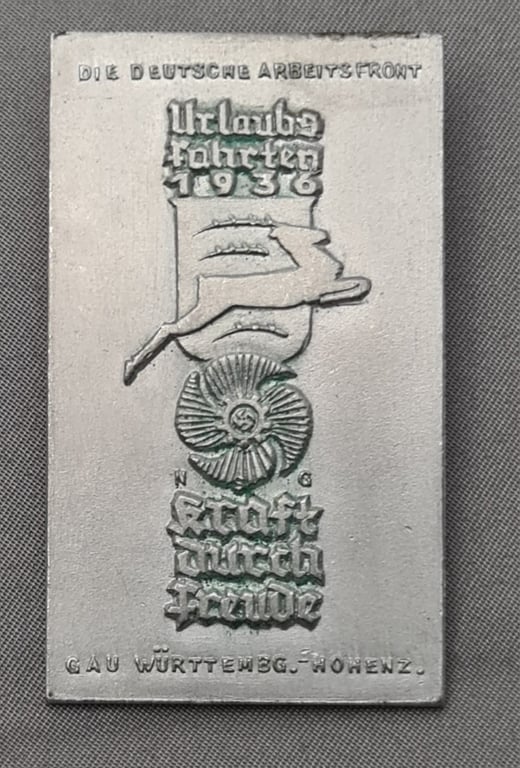 DIE DEUTSCHE ARBEITSFRONT
Urlaubs
fahrten
1936
N G
Kraft
durch
Freude
GAU WÜRTTEMBG.-HOHENZ.